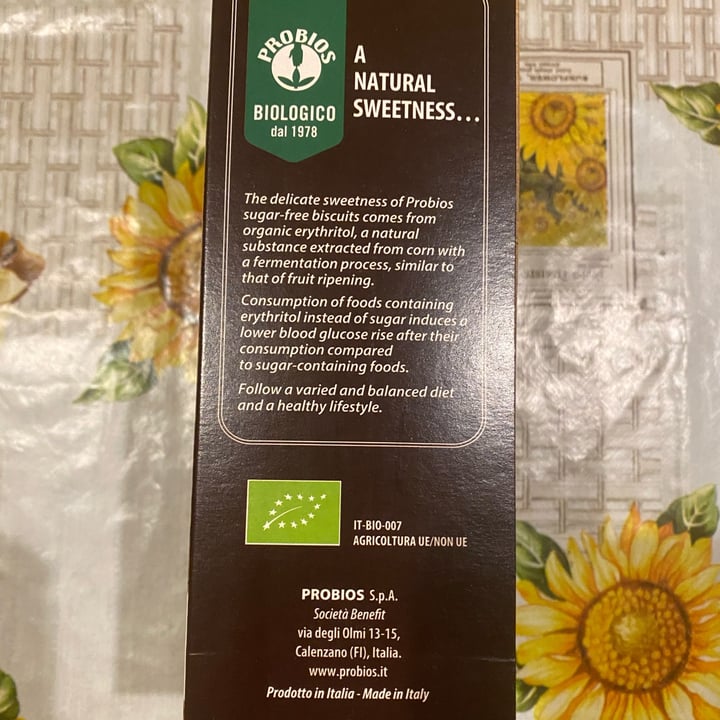 PROBIOS
BIOLOGICO
dal 1978
A
NATURAL
SWEETNESS...
The delicate sweetness of Probios
sugar-free biscuits comes from
organic erythritol, a natural
substance extracted from corn with
a fermentation process, similar to
that of fruit ripening.
Consumption of foods containing
erythritol instead of sugar induces a
lower blood glucose rise after their
consumption compared
to sugar-containing foods.
Follow a varied and balanced diet
and a healthy lifestyle.
IT-BIO-007
AGRICOLTURA UE/NON UE
PROBIOS S.p.A.
Società Benefit
via degli Olmi 13-15,
Calenzano (FI), Italia.
www.probios.it
Prodotto in Italia - Made in Italy